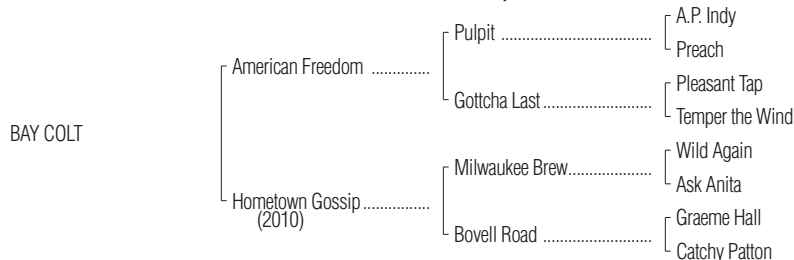 A.P. Indy
Pulpit ......................................
Preach
American Freedom ..............
Pleasant Tap
Gottcha Last...........................
Temper the Wind
BAY COLT
Wild Again
Milwaukee Brew.....................
Ask Anita
Hometown Gossip ................
(2010)
Graeme Hall
Bovell Road ...........................
Catchy Patton